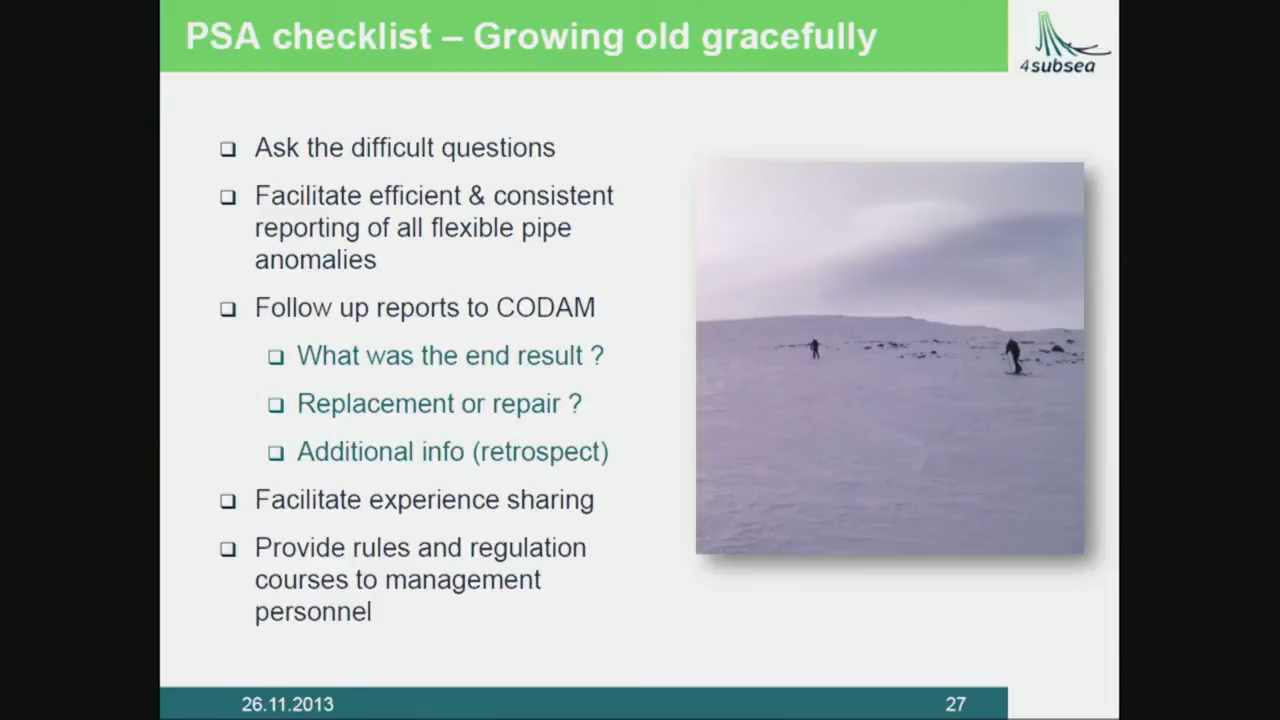 PSA checklist – Growing old gracefully
4subsea
Ask the difficult questions
Facilitate efficient & consistent
reporting of all flexible pipe
anomalies
Follow up reports to CODAM
What was the end result ?
Replacement or repair ?
Additional info (retrospect)
Facilitate experience sharing
Provide rules and regulation
courses to management
personnel
26.11.2013
27